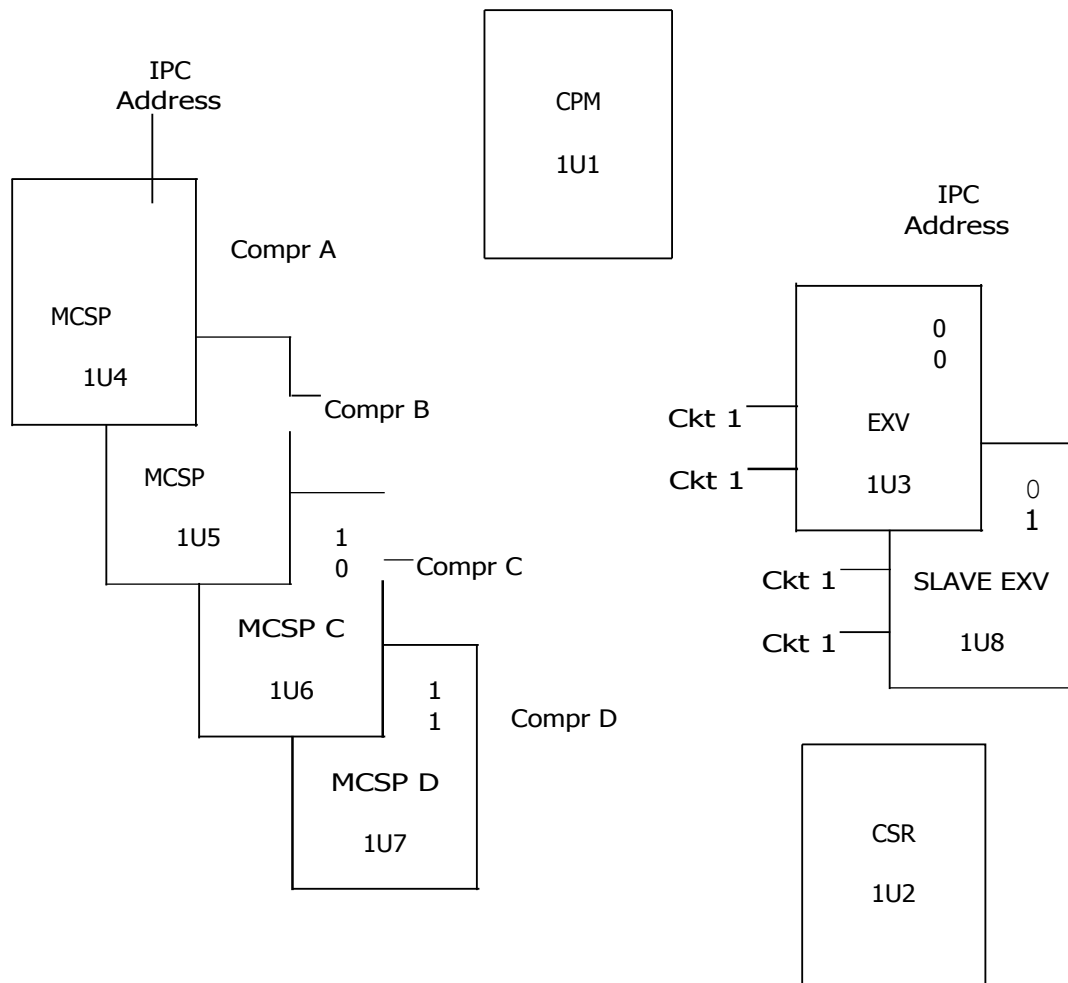 IPC
Address
CPM
1U1
IPC
Address
Compr A
MCSP
1U4
0
0
Compr B
Ckt 1
EXV
MCSP
Ckt 1
1U3
0
1
1U5
1
0
Compr C
Ckt 1
SLAVE EXV
MCSP C
Ckt 1
1U8
1U6
1
1
Compr D
MCSP D
1U7
CSR
1U2